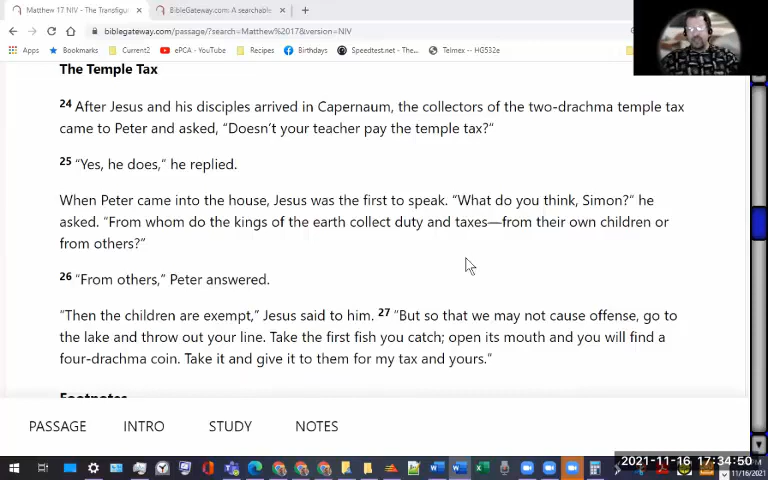 Matthew 17 NIV - The Transfigu
BibleGateway.com: A searchable
biblegateway.com/passage/?search=Matthew%2017&version=NIV
Apps Bookmarks Current2 ePCA - YouTube Recipes Birthdays Speedtest.net - The... Telmex -- HG532e
The Temple Tax
24 After Jesus and his disciples arrived in Capernaum, the collectors of the two-drachma temple tax
came to Peter and asked, “Doesn’t your teacher pay the temple tax?”
25 “Yes, he does,” he replied.
When Peter came into the house, Jesus was the first to speak. “What do you think, Simon?” he
asked. “From whom do the kings of the earth collect duty and taxes—from their own children or
from others?”
26 “From others,” Peter answered.
“Then the children are exempt,” Jesus said to him. 27 “But so that we may not cause offense, go to
the lake and throw out your line. Take the first fish you catch; open its mouth and you will find a
four-drachma coin. Take it and give it to them for my tax and yours.”
Footnotes
PASSAGE INTRO STUDY NOTES
2021-11-16 17:34:50
11/16/2021